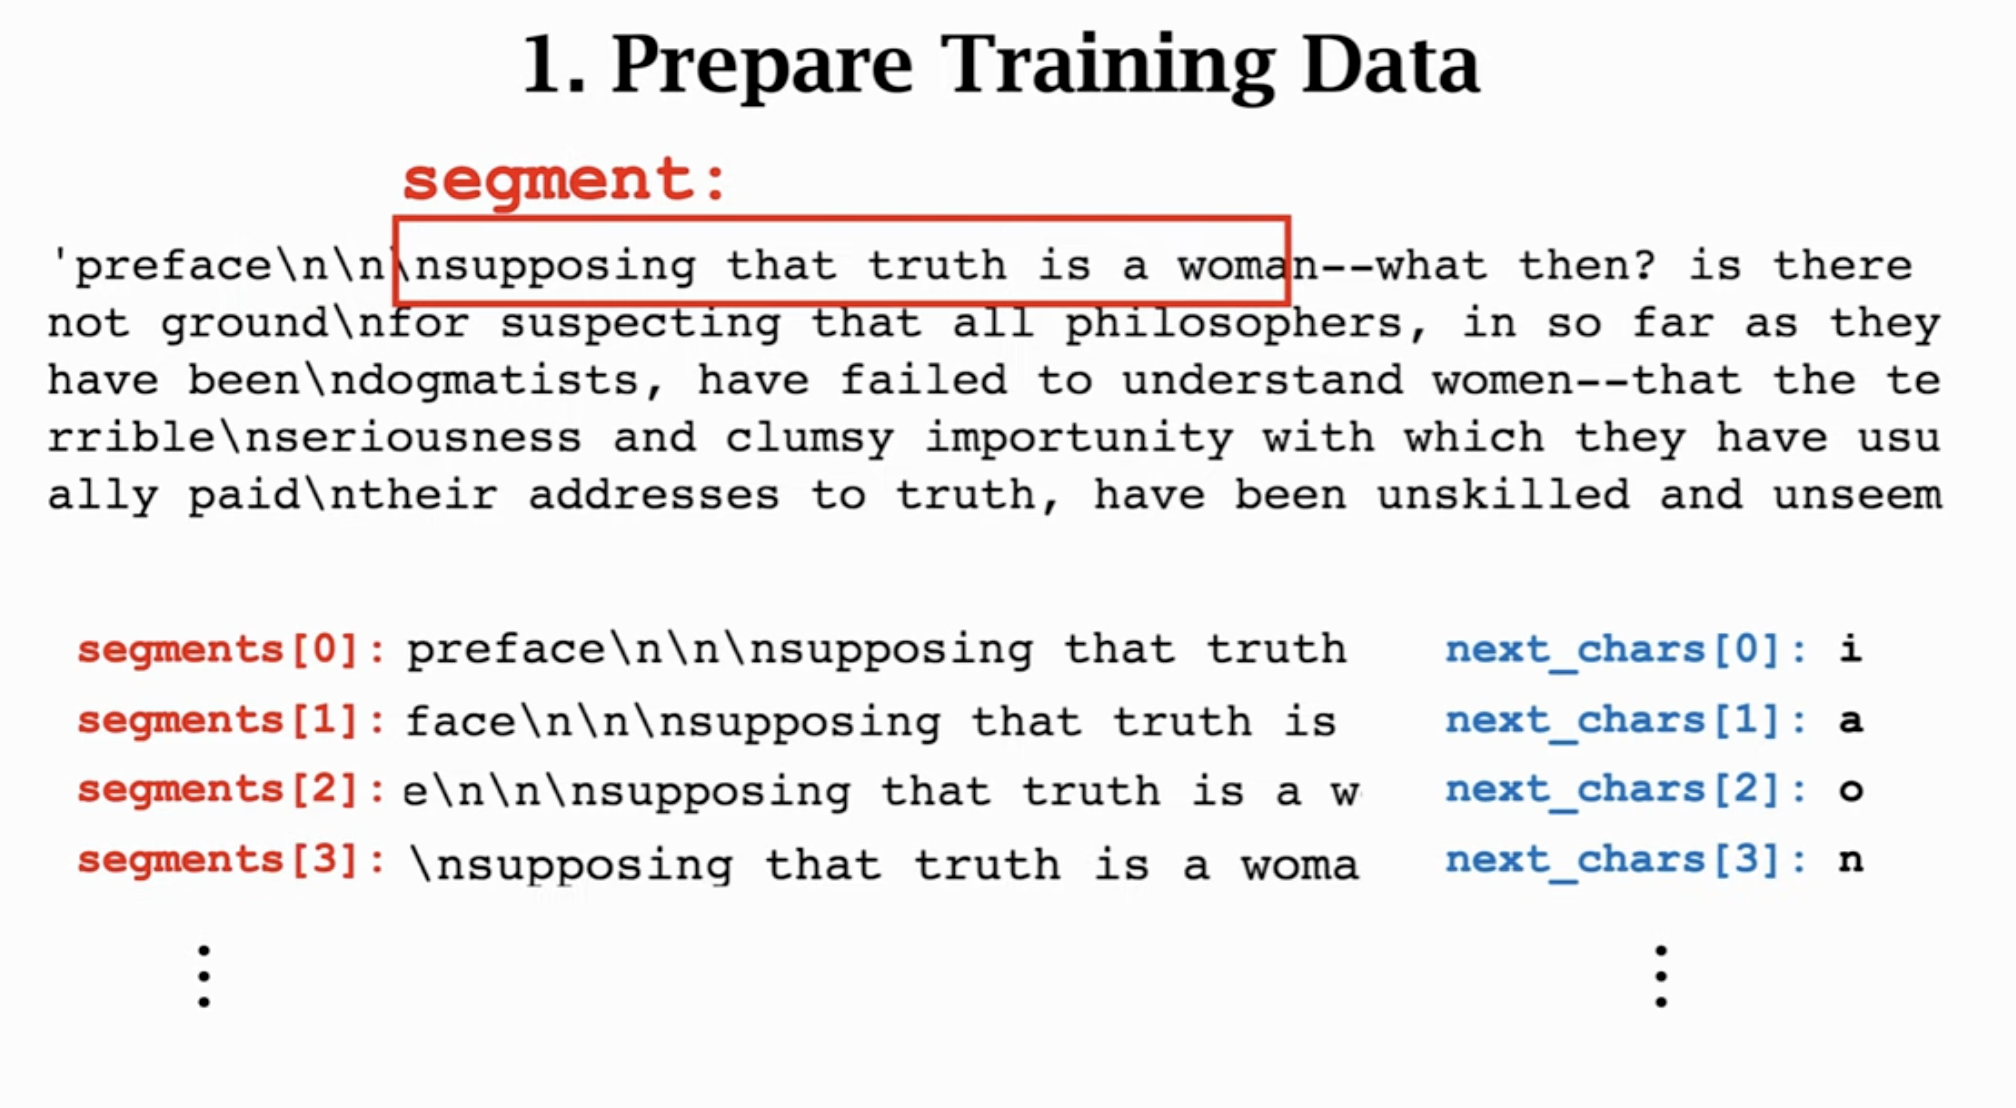 1. Prepare Training Data
segment:
'preface\n\n\nsupposing that truth is a woman--what then? is there
not ground\nfor suspecting that all philosophers, in so far as they
have been\ndogmatists, have failed to understand women--that the te
rrible\nseriousness and clumsy importunity with which they have usu
ally paid\ntheir addresses to truth, have been unskilled and unseem
segments[0]: preface\n\n\nsupposing that truth next_chars[0]: i
segments[1]: face\n\n\nsupposing that truth is next_chars[1]: a
segments[2]: e\n\n\nsupposing that truth is a w next_chars[2]: o
segments[3]: \nsupposing that truth is a woma next_chars[3]: n